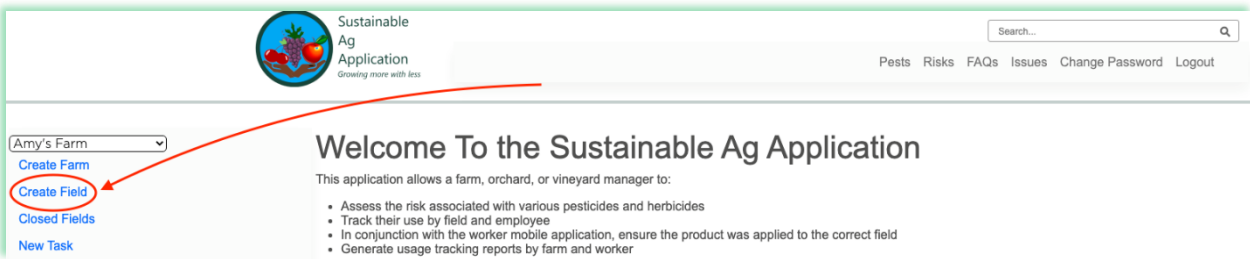 Sustainable
Ag
Application
Growing more with less
Search...
Pests Risks FAQs Issues Change Password Logout
Amy's Farm
Create Farm
Create Field
Closed Fields
New Task
Welcome To the Sustainable Ag Application
This application allows a farm, orchard, or vineyard manager to:
• Assess the risk associated with various pesticides and herbicides
• Track their use by field and employee
• In conjunction with the worker mobile application, ensure the product was applied to the correct field
• Generate usage tracking reports by farm and worker